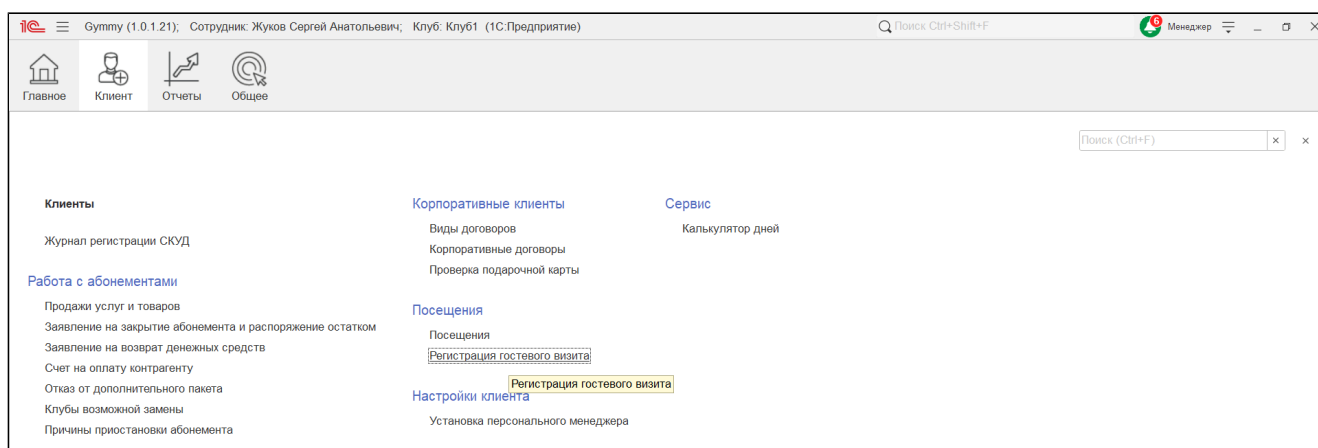 1С Gymmy (1.0.1.21); Сотрудник: Жуков Сергей Анатольевич; Клуб: Клуб1 (1С:Предприятие) Поиск Ctrl+Shift+F 6 Менеджер
Главное Клиент Отчеты Общее
Поиск (Ctrl+F)
Клиенты
Журнал регистрации СКУД
Работа с абонементами
Продажи услуг и товаров
Заявление на закрытие абонемента и распоряжение остатком
Заявление на возврат денежных средств
Счет на оплату контрагенту
Отказ от дополнительного пакета
Клубы возможной замены
Причины приостановки абонемента
Корпоративные клиенты
Виды договоров
Корпоративные договоры
Проверка подарочной карты
Посещения
Посещения
Регистрация гостевого визита
Регистрация гостевого визита
Настройки клиента
Установка персонального менеджера
Сервис
Калькулятор дней